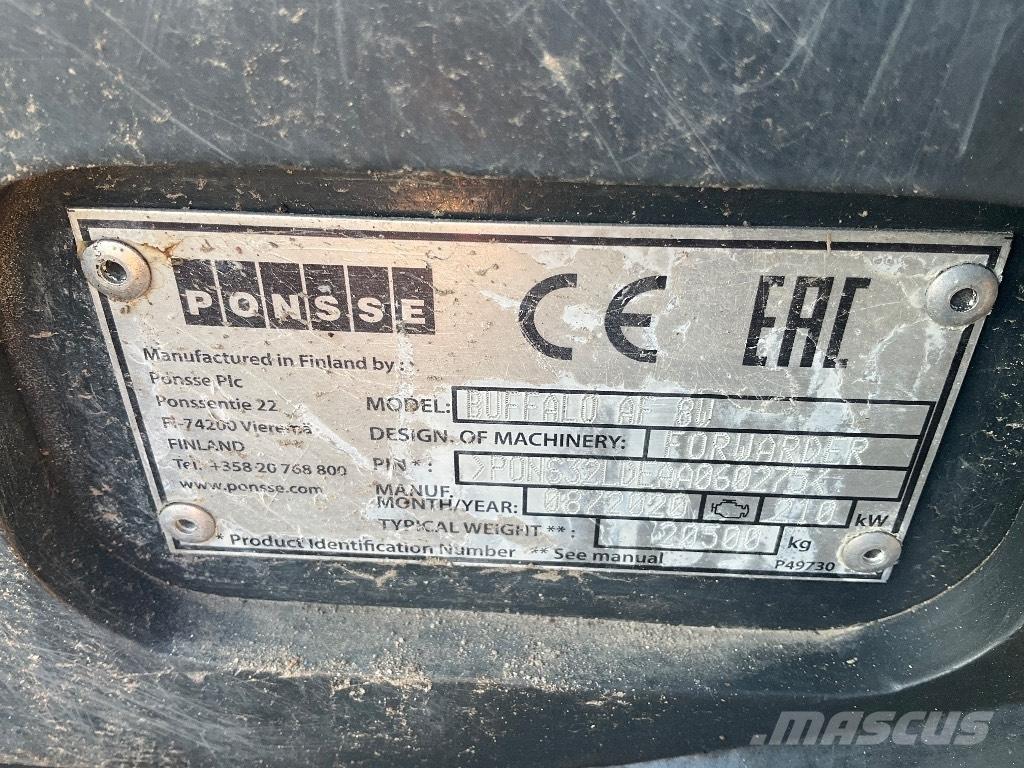 PONSSE CE EAC
Manufactured in Finland by:
Ponsse Plc
Ponssentie 22
FI-74200 Vieremä
FINLAND
Tel. +358 20 768 800
www.ponsse.com
MODEL: BUFFALO AF 8W
DESIGN. OF MACHINERY: FORWARDER
PIN * :
MANUF. MONTH/YEAR: 08/2020 210 kW
TYPICAL WEIGHT ** : 20500 kg
* Product Identification Number ** See manual
P49730
MASCUS